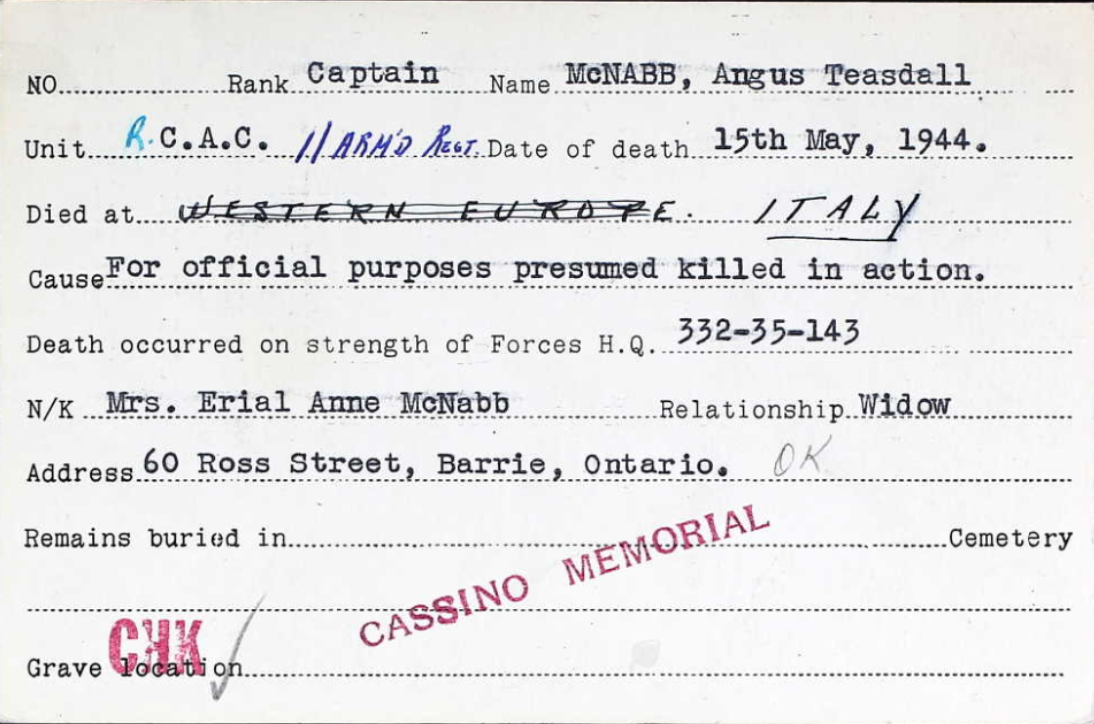 NO. Rank Captain Name McNABB, Angus Teasdall
Unit R.C.A.C. 11 ARM'D REGT. Date of death 15th May, 1944.
Died at WESTERN EUROPE. ITALY
Cause For official purposes presumed killed in action.
Death occurred on strength of Forces H.Q. 332-35-143
N/K Mrs. Erial Anne McNabb Relationship Widow
Address 60 Ross Street, Barrie, Ontario. OK
Remains buried in Cemetery
CASSINO MEMORIAL
CHK
Grave location